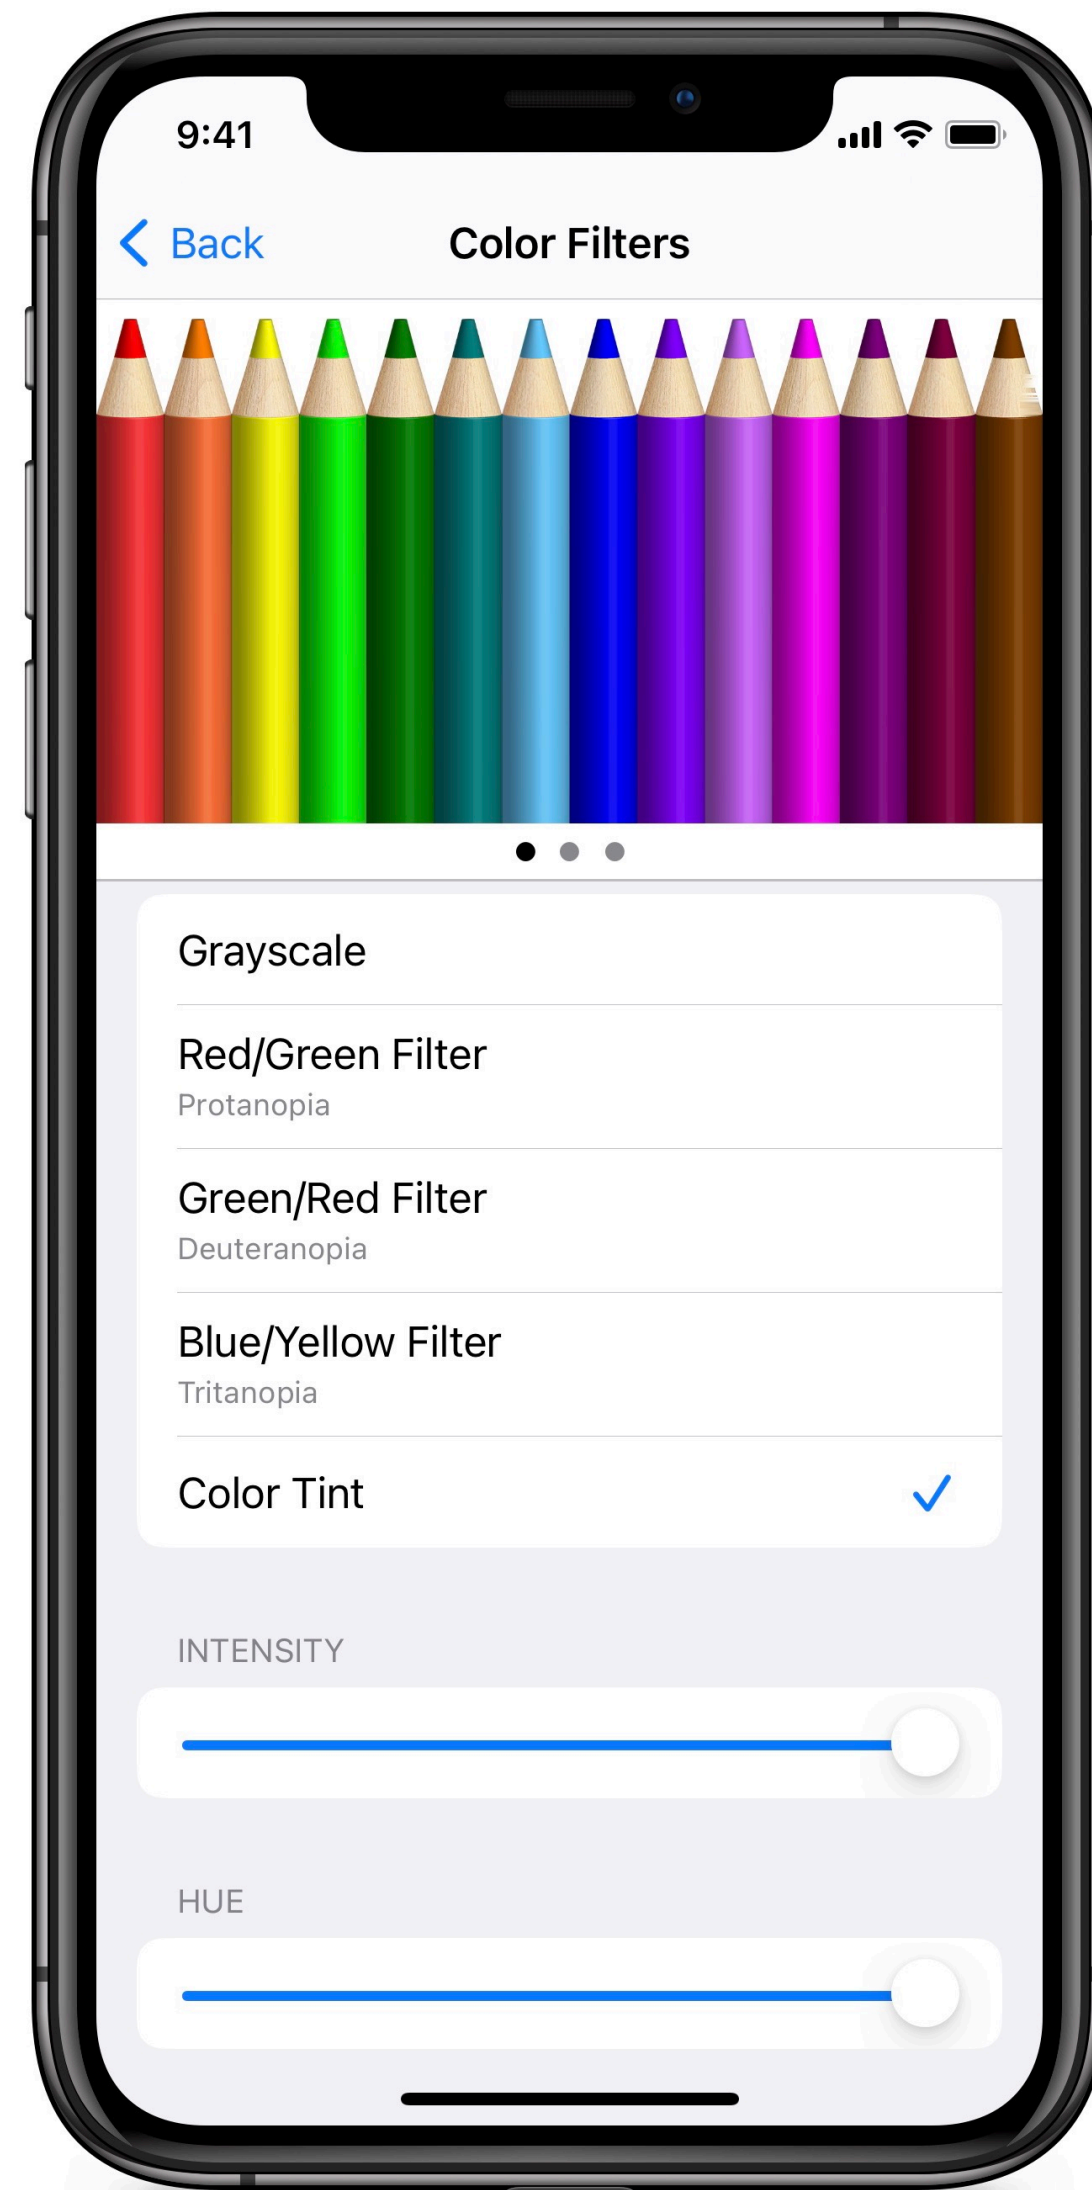 9:41
Back Color Filters
Grayscale
Red/Green Filter
Protanopia
Green/Red Filter
Deuteranopia
Blue/Yellow Filter
Tritanopia
Color Tint
INTENSITY
HUE